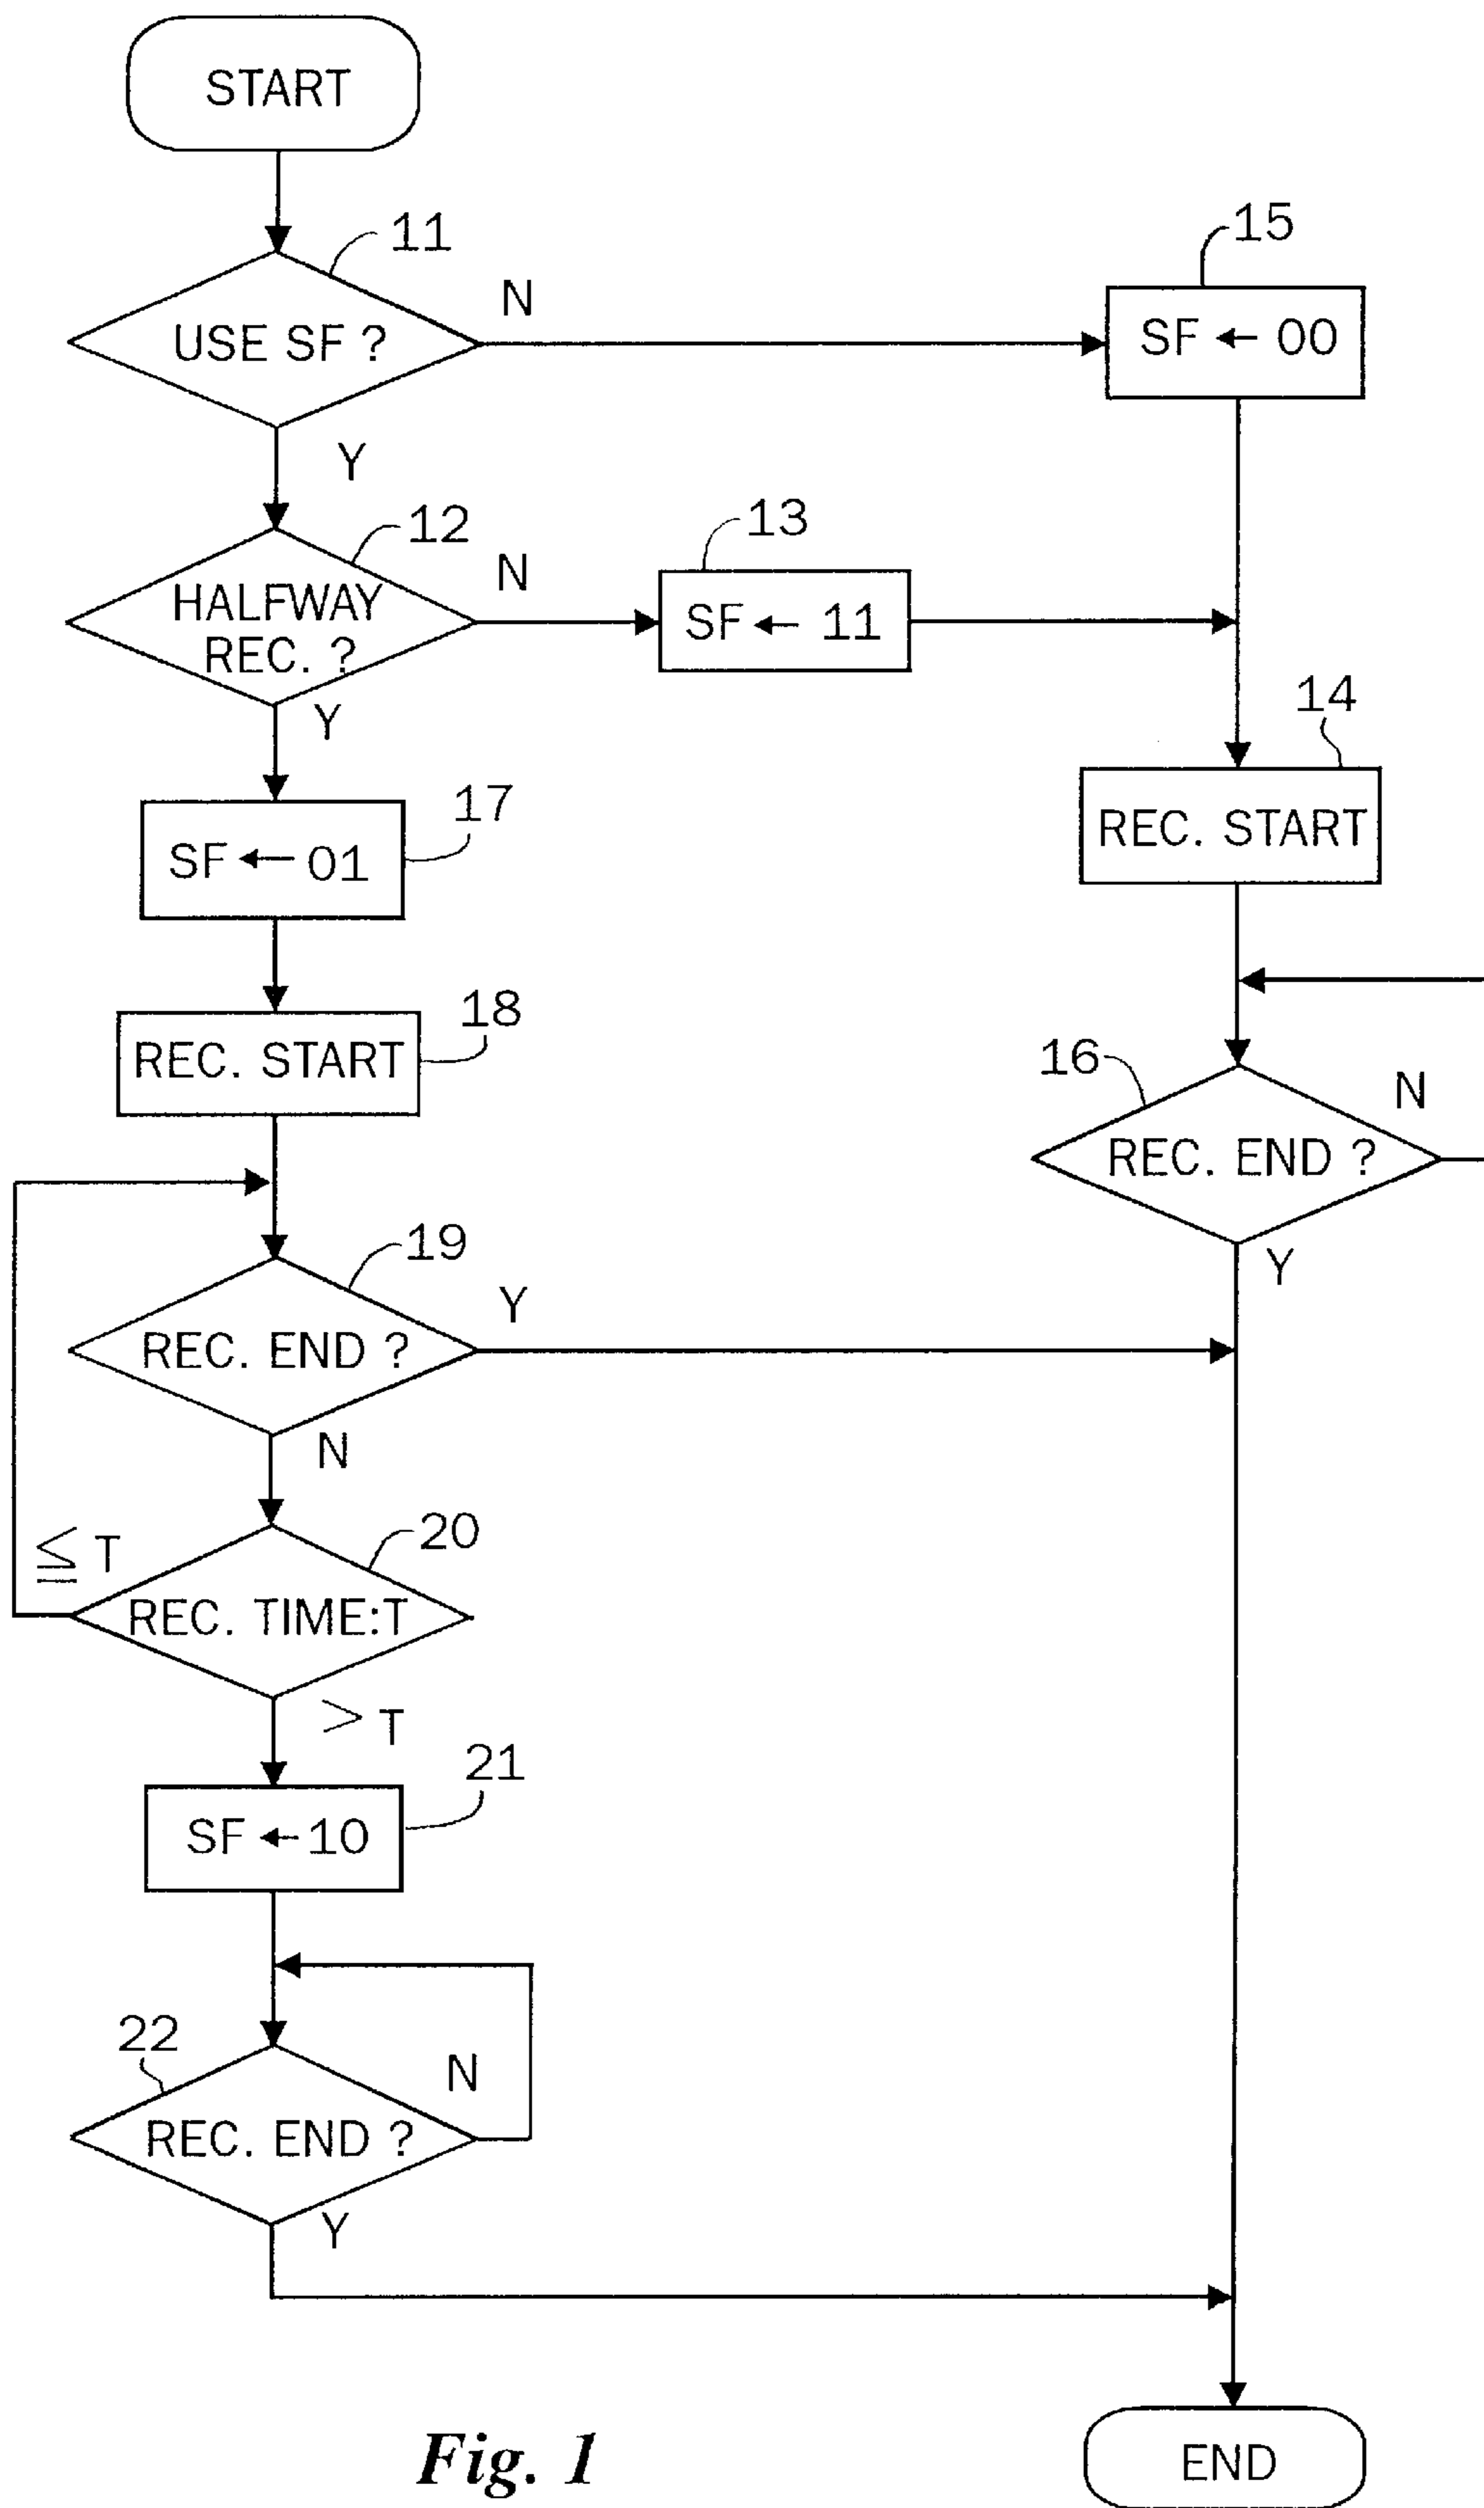 START
11
USE SF ?
N
Y
15
SF ← 00
12
HALFWAY
REC. ?
N
Y
13
SF ← 11
14
REC. START
17
SF ← 01
18
REC. START
16
REC. END ?
N
Y
19
REC. END ?
Y
N
20
REC. TIME:T
≦ T
> T
21
SF ← 10
22
REC. END ?
N
Y
END
Fig. 1